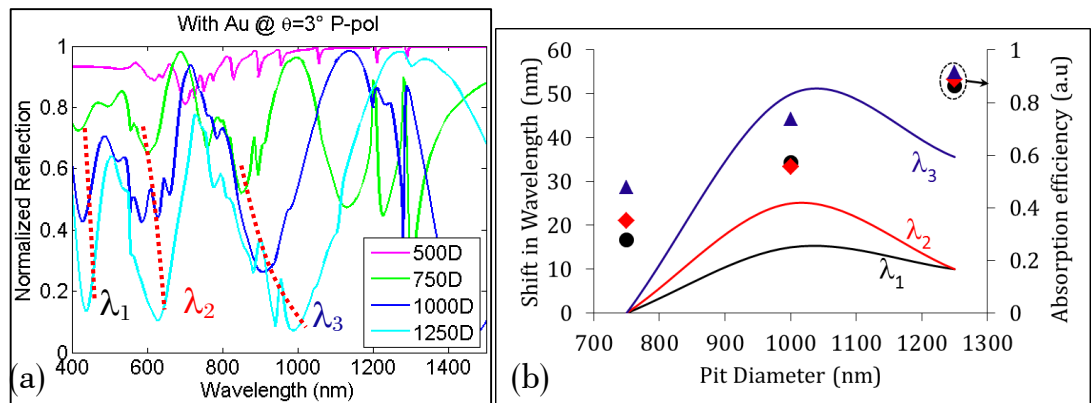 With Au @ θ=3° P-pol
Normalized Reflection
1
0.8
0.6
0.4
0.2
0
400 600 800 1000 1200 1400
Wavelength (nm)
λ1
λ2
λ3
500D
750D
1000D
1250D
(a)
Shift in Wavelength (nm)
60
50
40
30
20
10
0
700 800 900 1000 1100 1200 1300
Pit Diameter (nm)
λ3
λ2
λ1
1
0.8
0.6
0.4
0.2
0
Absorption efficiency (a.u)
(b)